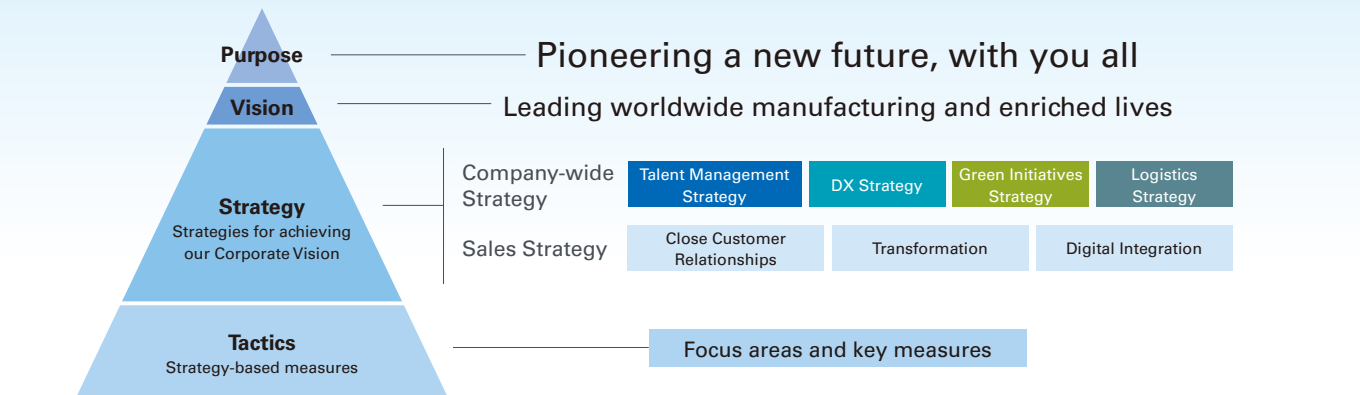 Purpose
Pioneering a new future, with you all
Vision
Leading worldwide manufacturing and enriched lives
Strategy
Strategies for achieving
our Corporate Vision
Company-wide
Strategy
Talent Management
Strategy
DX Strategy
Green Initiatives
Strategy
Logistics
Strategy
Sales Strategy
Close Customer
Relationships
Transformation
Digital Integration
Tactics
Strategy-based measures
Focus areas and key measures